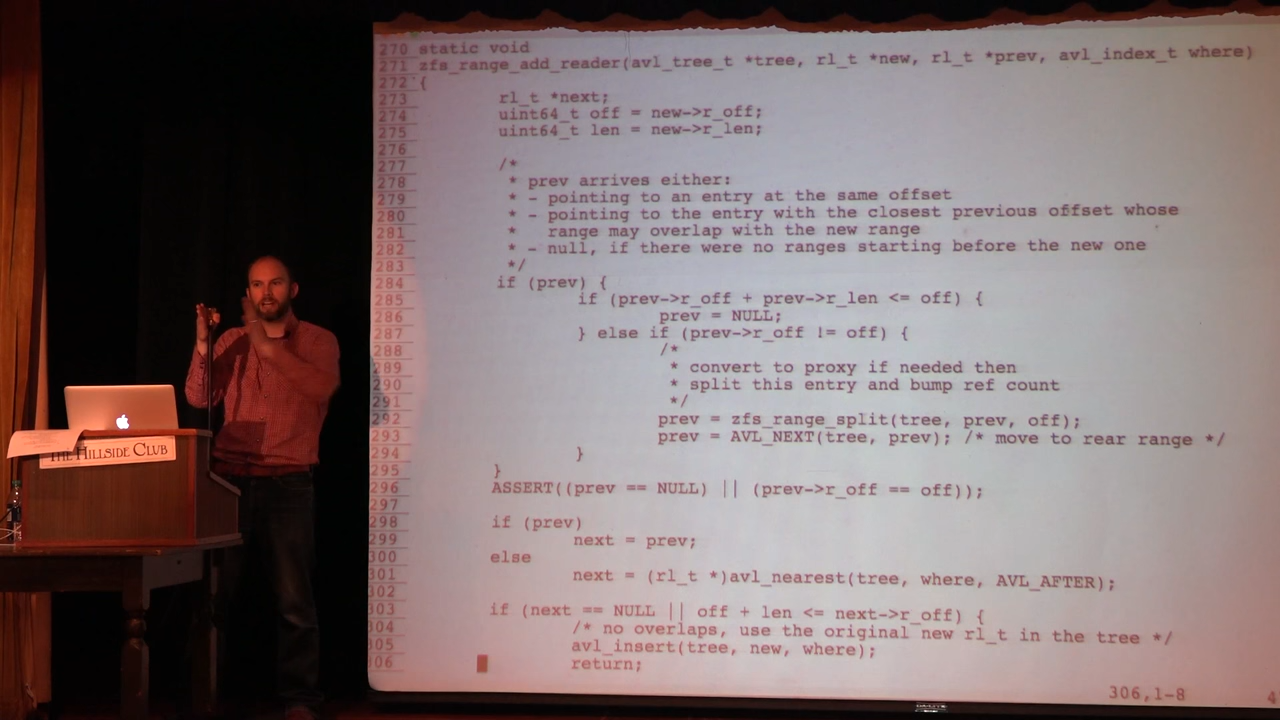 270 static void
271 zfs_range_add_reader(avl_tree_t *tree, rl_t *new, rl_t *prev, avl_index_t where)
272 {
273 rl_t *next;
274 uint64_t off = new->r_off;
275 uint64_t len = new->r_len;
276
277 /*
278 * prev arrives either:
279 * - pointing to an entry at the same offset
280 * - pointing to the entry with the closest previous offset whose
281 * range may overlap with the new range
282 * - null, if there were no ranges starting before the new one
283 */
284 if (prev) {
285 if (prev->r_off + prev->r_len <= off) {
286 prev = NULL;
287 } else if (prev->r_off != off) {
288 /*
289 * convert to proxy if needed then
290 * split this entry and bump ref count
291 */
292 prev = zfs_range_split(tree, prev, off);
293 prev = AVL_NEXT(tree, prev); /* move to rear range */
294 }
295 }
296 ASSERT((prev == NULL) || (prev->r_off == off));
297
298 if (prev)
299 next = prev;
300 else
301 next = (rl_t *)avl_nearest(tree, where, AVL_AFTER);
302
303 if (next == NULL || off + len <= next->r_off) {
304 /* no overlaps, use the original new rl_t in the tree */
305 avl_insert(tree, new, where);
306 return;
306,1-8 4
THE HILLSIDE CLUB